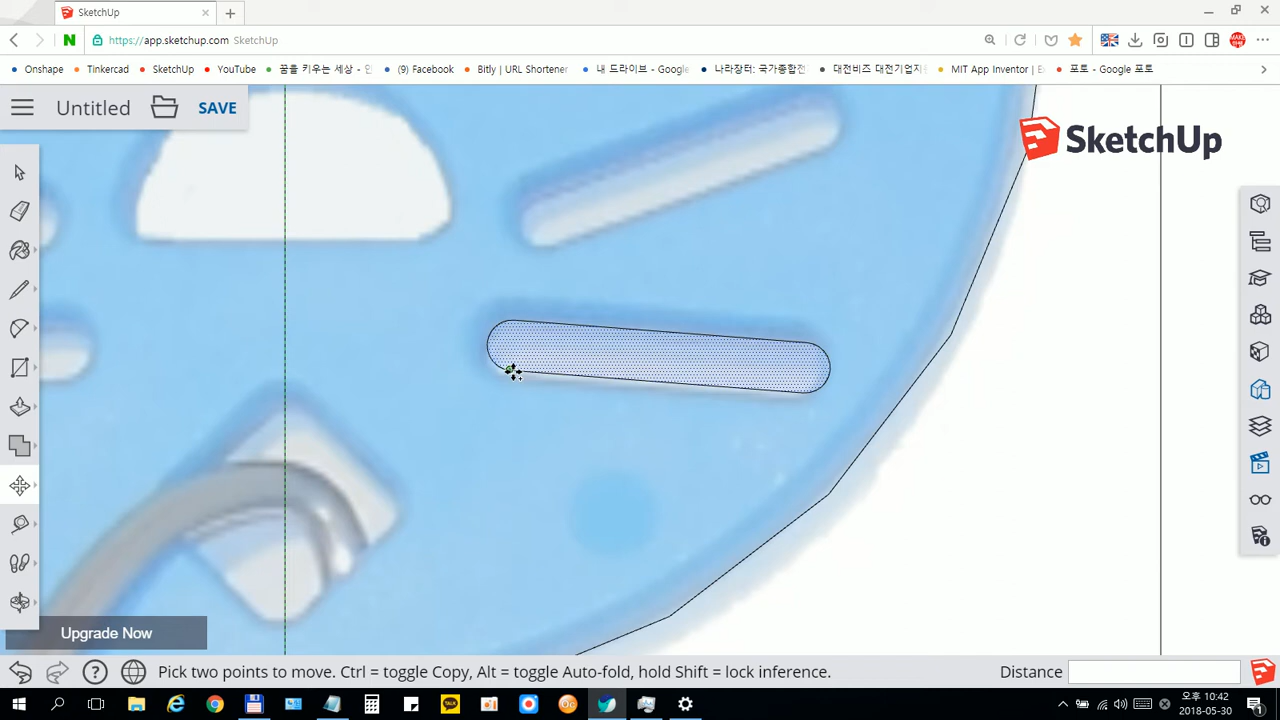 SketchUp
https://app.sketchup.com SketchUp
Onshape Tinkercad SketchUp YouTube 꿈을 키우는 세상 - 인 (9) Facebook Bitly | URL Shortener 내 드라이브 - Google 나라장터: 국가종합전 대전비즈 대전기업지 MIT App Inventor | E 포토 - Google 포토
Untitled SAVE
SketchUp
Upgrade Now
Pick two points to move. Ctrl = toggle Copy, Alt = toggle Auto-fold, hold Shift = lock inference. Distance
TALK
오후 10:42
2018-05-30